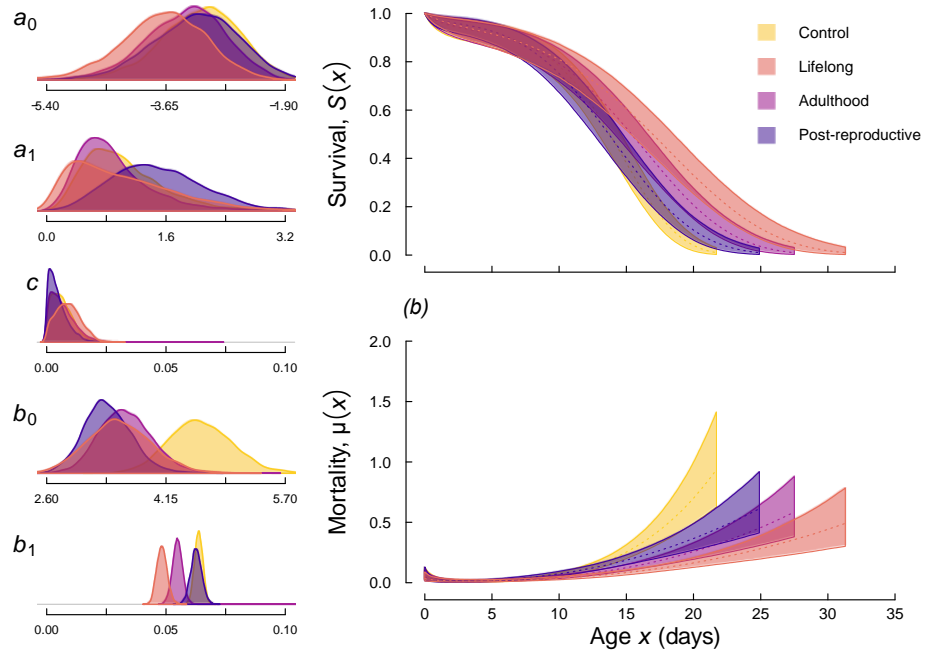 a0
−5.40 −3.65 −1.90
a1
0.0 1.6 3.2
c
0.00 0.05 0.10
b0
2.60 4.15 5.70
b1
0.00 0.05 0.10
Survival, S(x)
1.0
0.8
0.6
0.4
0.2
0.0
Control
Lifelong
Adulthood
Post-reproductive
(b)
Mortality, μ(x)
2.0
1.5
1.0
0.5
0.0
0 5 10 15 20 25 30 35
Age x (days)